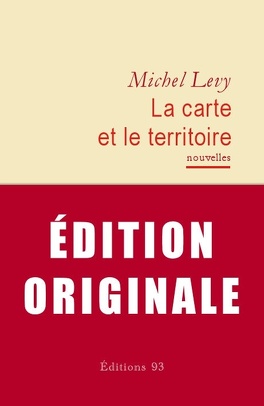 Michel Levy
La carte
et le territoire
nouvelles
ÉDITION
ORIGINALE
Éditions 93